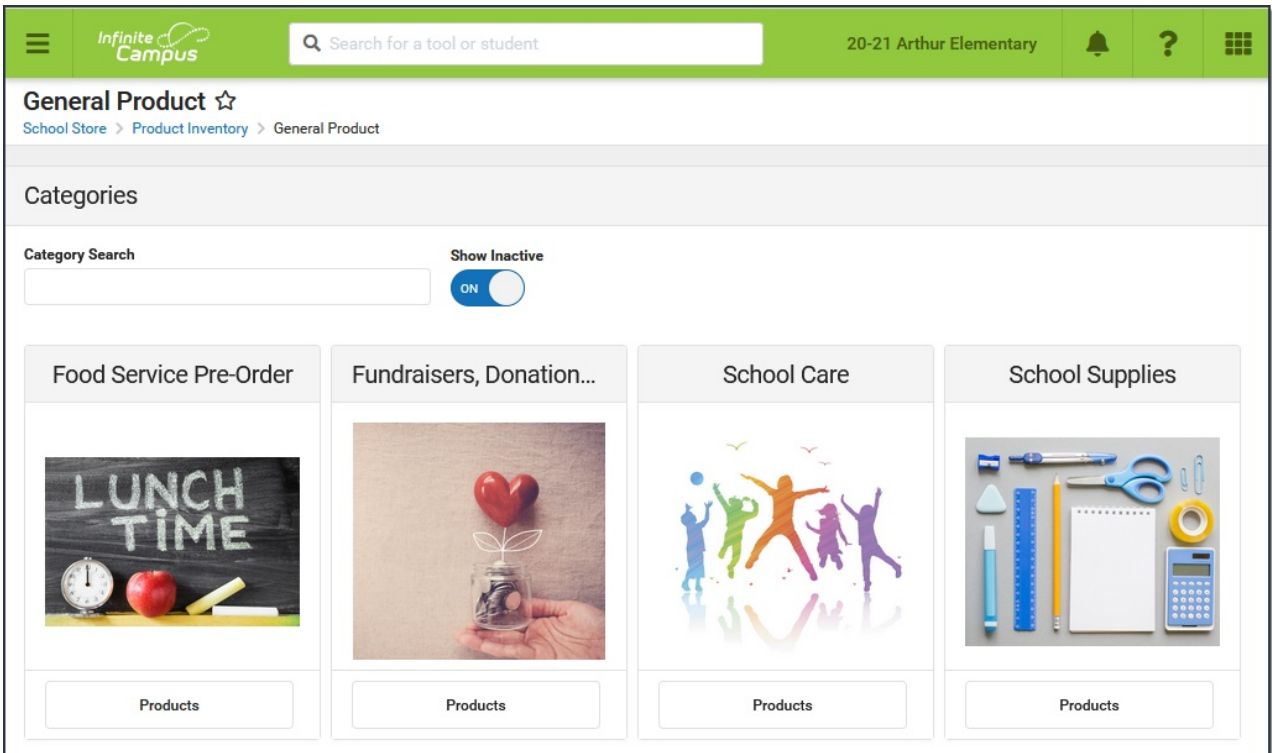 Infinite
Campus
Search for a tool or student
20-21 Arthur Elementary
?
General Product
School Store > Product Inventory > General Product
Categories
Category Search
Show Inactive
ON
Food Service Pre-Order
Fundraisers, Donation...
School Care
School Supplies
LUNCH
TIME
Products
Products
Products
Products